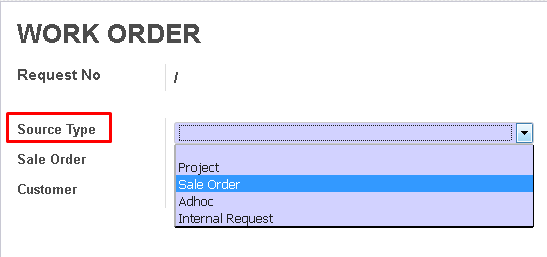 WORK ORDER
Request No /
Source Type
Sale Order
Customer
Project
Sale Order
Adhoc
Internal Request